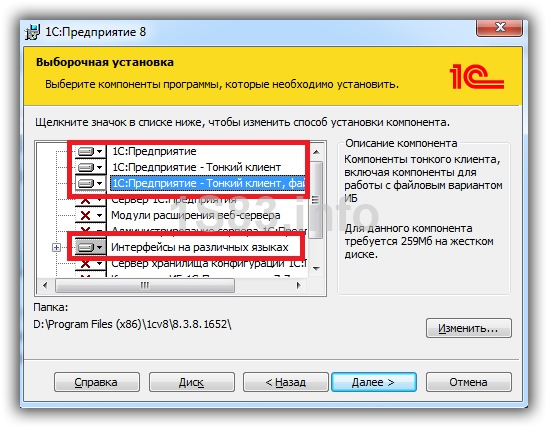 1С:Предприятие 8
Выборочная установка
Выберите компоненты программы, которые необходимо установить.
1С
Щелкните значок в списке ниже, чтобы изменить способ установки компонента.
1С:Предприятие
1С:Предприятие - Тонкий клиент
1С:Предприятие - Тонкий клиент, фай
Сервер 1С:Предприятия
Модули расширения веб-сервера
Администрирование сервера 1С:Пред
Интерфейсы на различных языках
Сервер хранилища конфигурации 1С:П
Описание компонента
Компоненты тонкого клиента,
включая компоненты для
работы с файловым вариантом
ИБ
Для данного компонента
требуется 259Мб на жестком
диске.
1983.info
Папка:
D:\Program Files (x86)\1cv8\8.3.8.1652\
Изменить...
Справка
Диск
< Назад
Далее >
Отмена